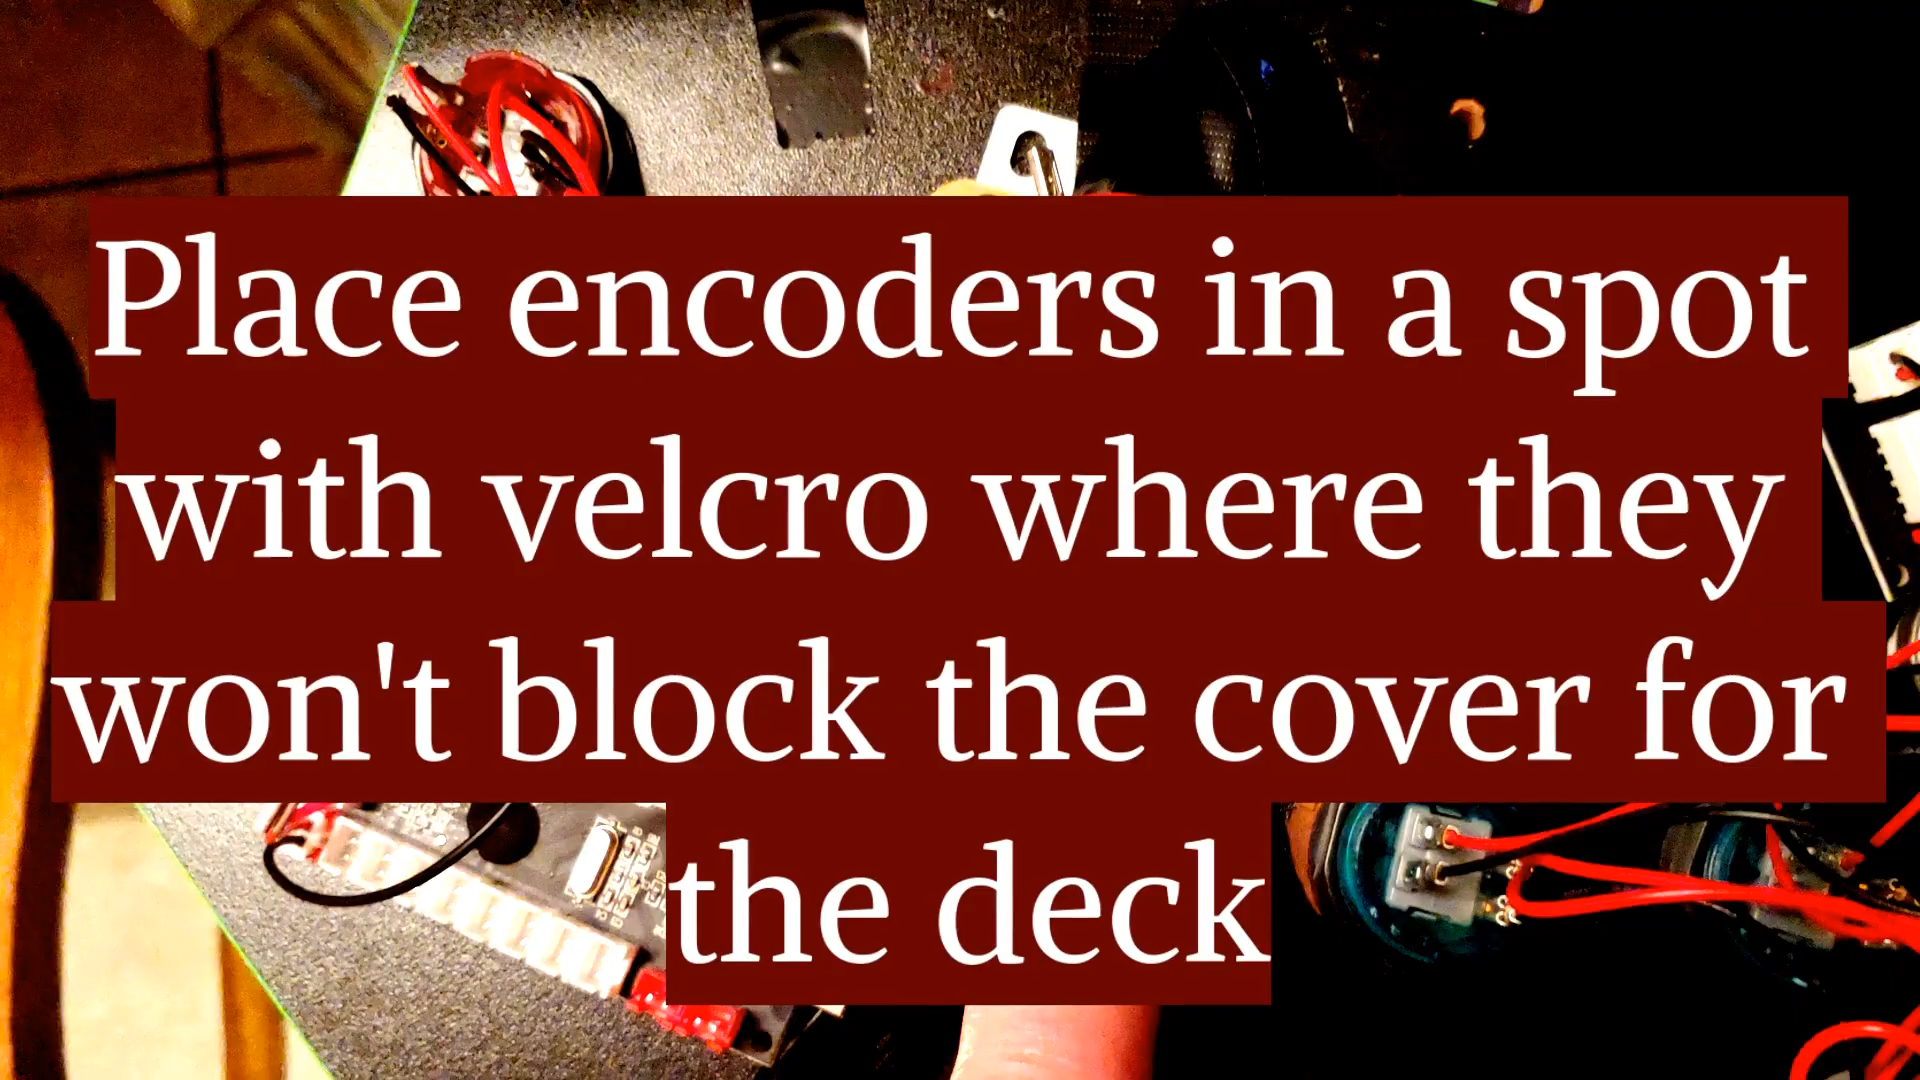 Place encoders in a spot
with velcro where they
won't block the cover for
the deck